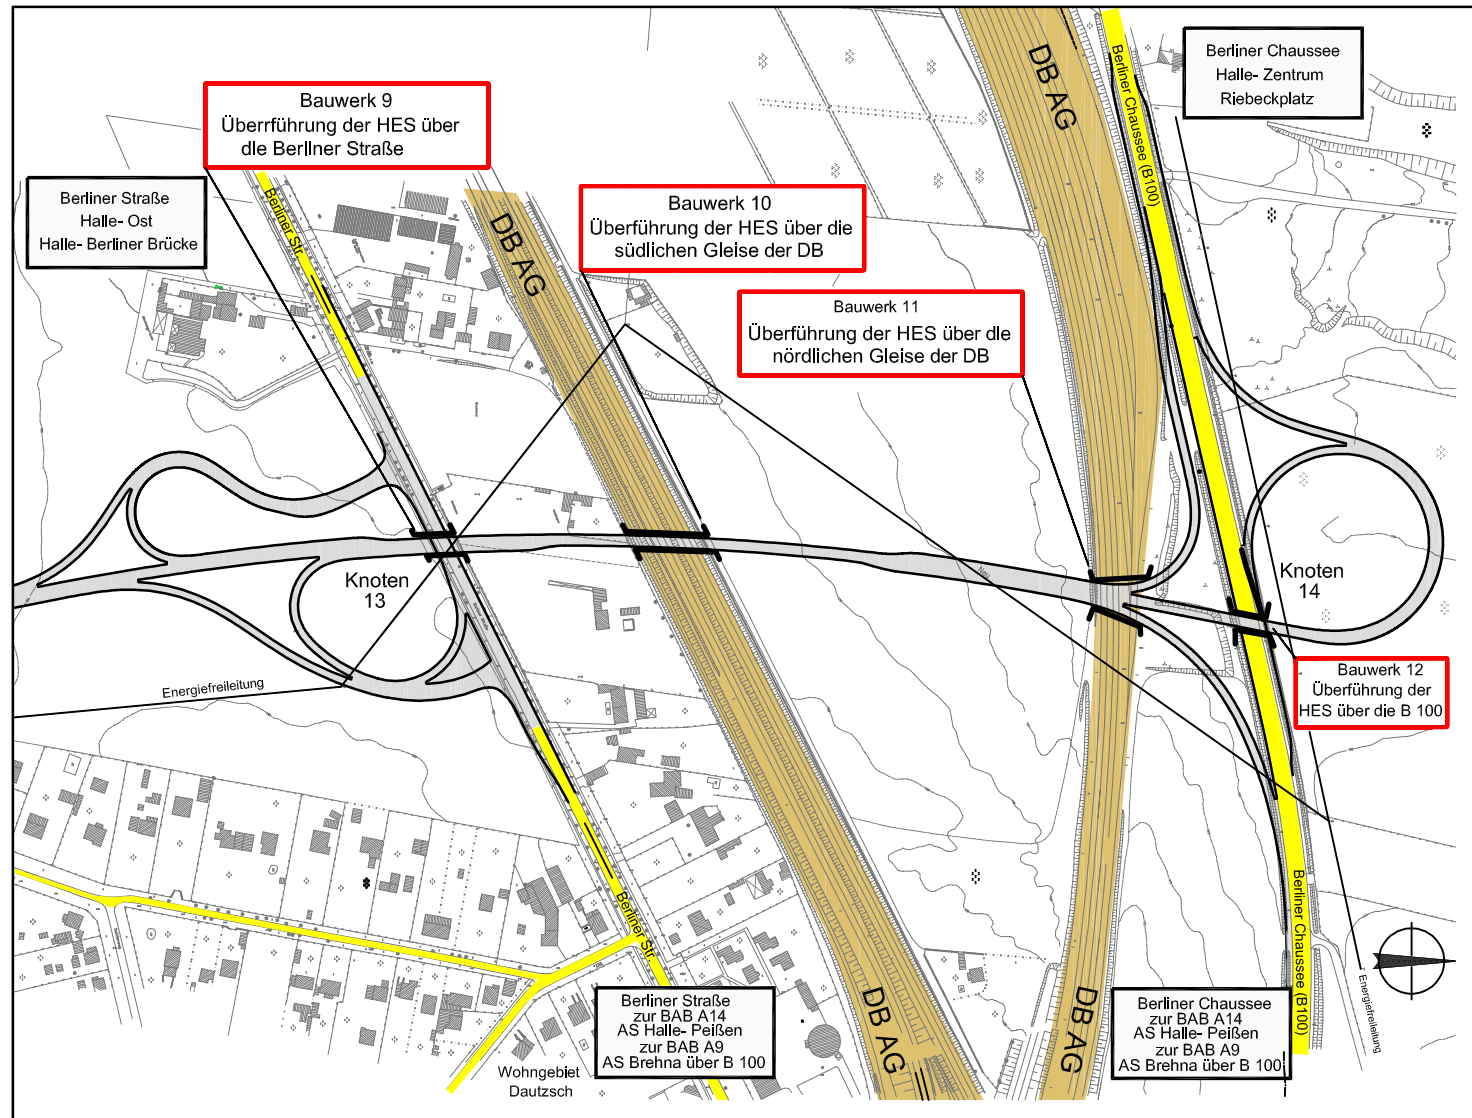 Bauwerk 9
Überrführung der HES über
dle Berllner Straße
Berliner Straße
Halle- Ost
Halle- Berliner Brücke
Berliner Str.
DB AG
Bauwerk 10
Überführung der HES über die
südlichen Gleise der DB
Bauwerk 11
Überführung der HES über dle
nördlichen Gleise der DB
DB AG
Berliner Chaussee (B100)
Berliner Chaussee
Halle- Zentrum
Riebeckplatz
Knoten
13
Knoten
14
Energiefreileitung
Bauwerk 12
Überführung der
HES über die B 100
Berliner Str.
Berliner Straße
zur BAB A14
AS Halle- Peißen
zur BAB A9
AS Brehna über B 100
Wohngebiet
Dautzsch
DB AG
DB AG
Berliner Chaussee
zur BAB A14
AS Halle- Peißen
zur BAB A9
AS Brehna über B 100
Berliner Chaussee (B100)
Energiefreileitung